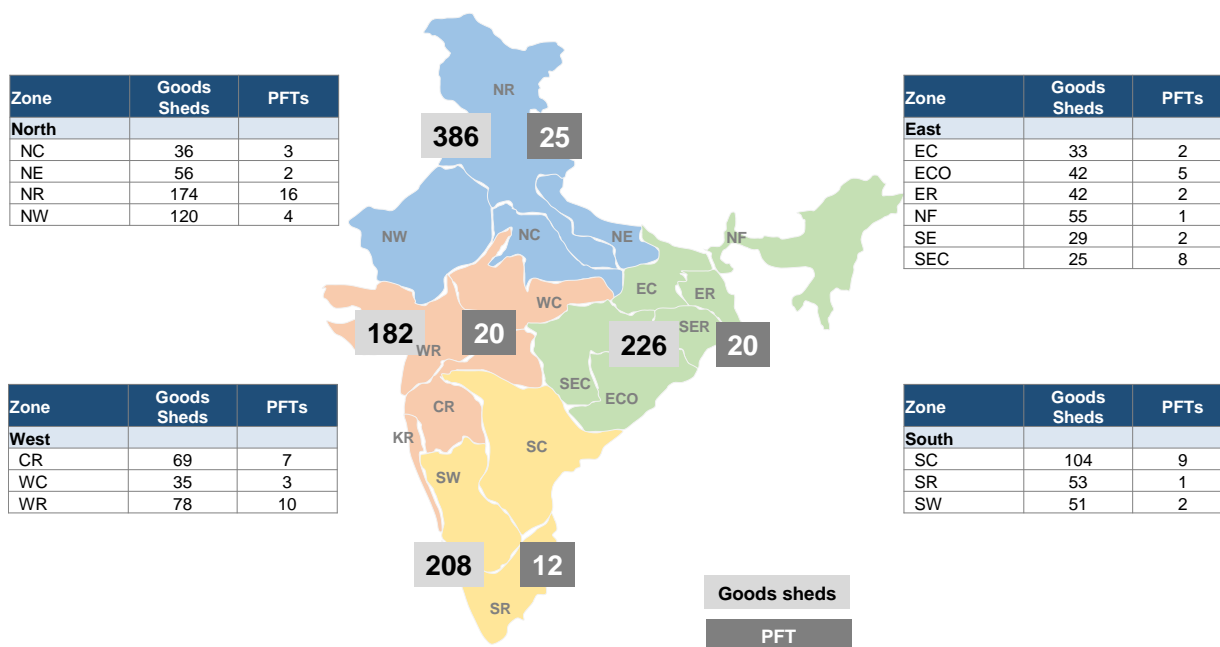 Zone Goods Sheds PFTs
North
NC 36 3
NE 56 2
NR 174 16
NW 120 4
Zone Goods Sheds PFTs
East
EC 33 2
ECO 42 5
ER 42 2
NF 55 1
SE 29 2
SEC 25 8
NR
386 25
NW
NC
NE
NF
EC
ER
WC
182 20
WR
226 20
SER
SEC
ECO
CR
KR
SC
SW
208 12
SR
Zone Goods Sheds PFTs
West
CR 69 7
WC 35 3
WR 78 10
Zone Goods Sheds PFTs
South
SC 104 9
SR 53 1
SW 51 2
Goods sheds
PFT